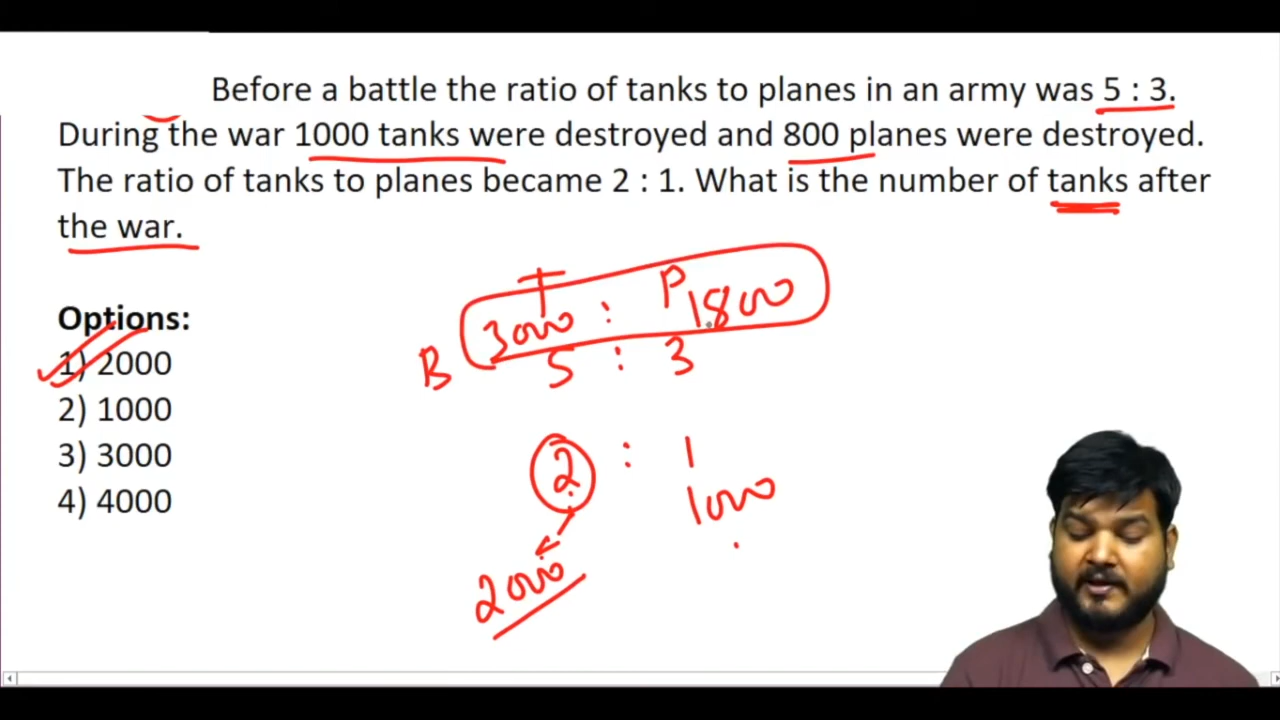 Before a battle the ratio of tanks to planes in an army was 5 : 3.
During the war 1000 tanks were destroyed and 800 planes were destroyed.
The ratio of tanks to planes became 2 : 1. What is the number of tanks after
the war.
Options:
1) 2000
2) 1000
3) 3000
4) 4000
T P
3000 : 1800
B 5 : 3
2 : 1
1000
2000